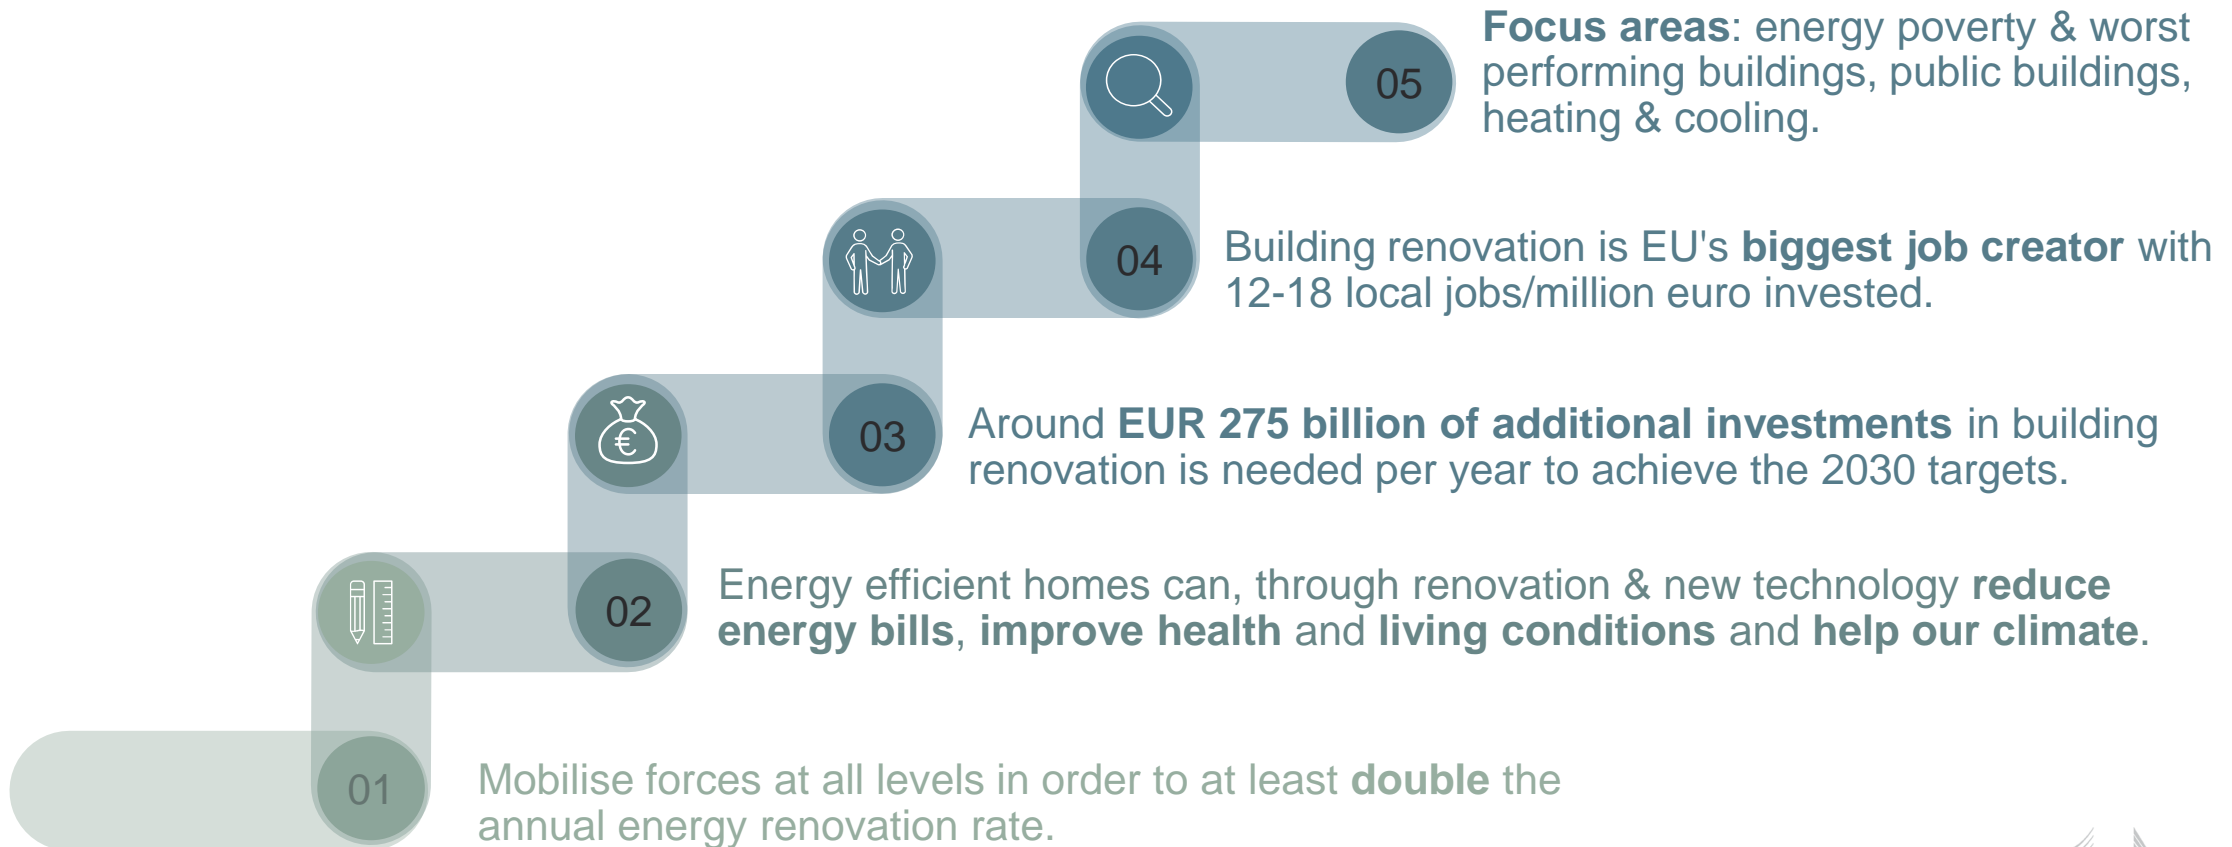 05
Focus areas: energy poverty & worst
performing buildings, public buildings,
heating & cooling.
04
Building renovation is EU's biggest job creator with
12-18 local jobs/million euro invested.
€
03
Around EUR 275 billion of additional investments in building
renovation is needed per year to achieve the 2030 targets.
02
Energy efficient homes can, through renovation & new technology reduce
energy bills, improve health and living conditions and help our climate.
01
Mobilise forces at all levels in order to at least double the
annual energy renovation rate.